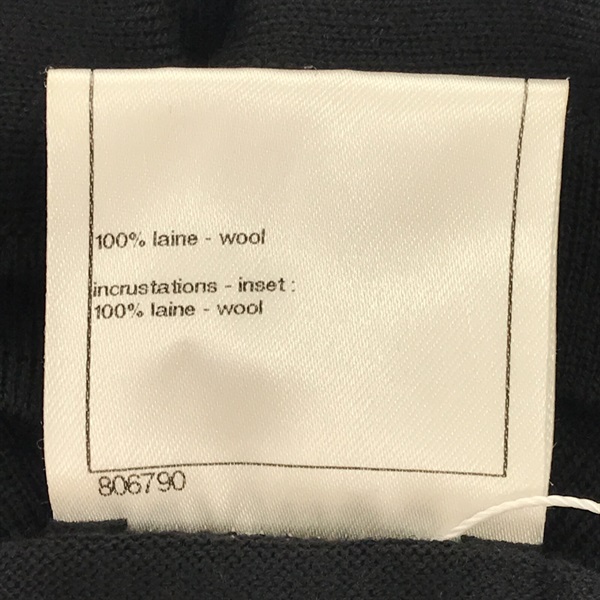 100% laine - wool
incrustations - inset :
100% laine - wool
806790